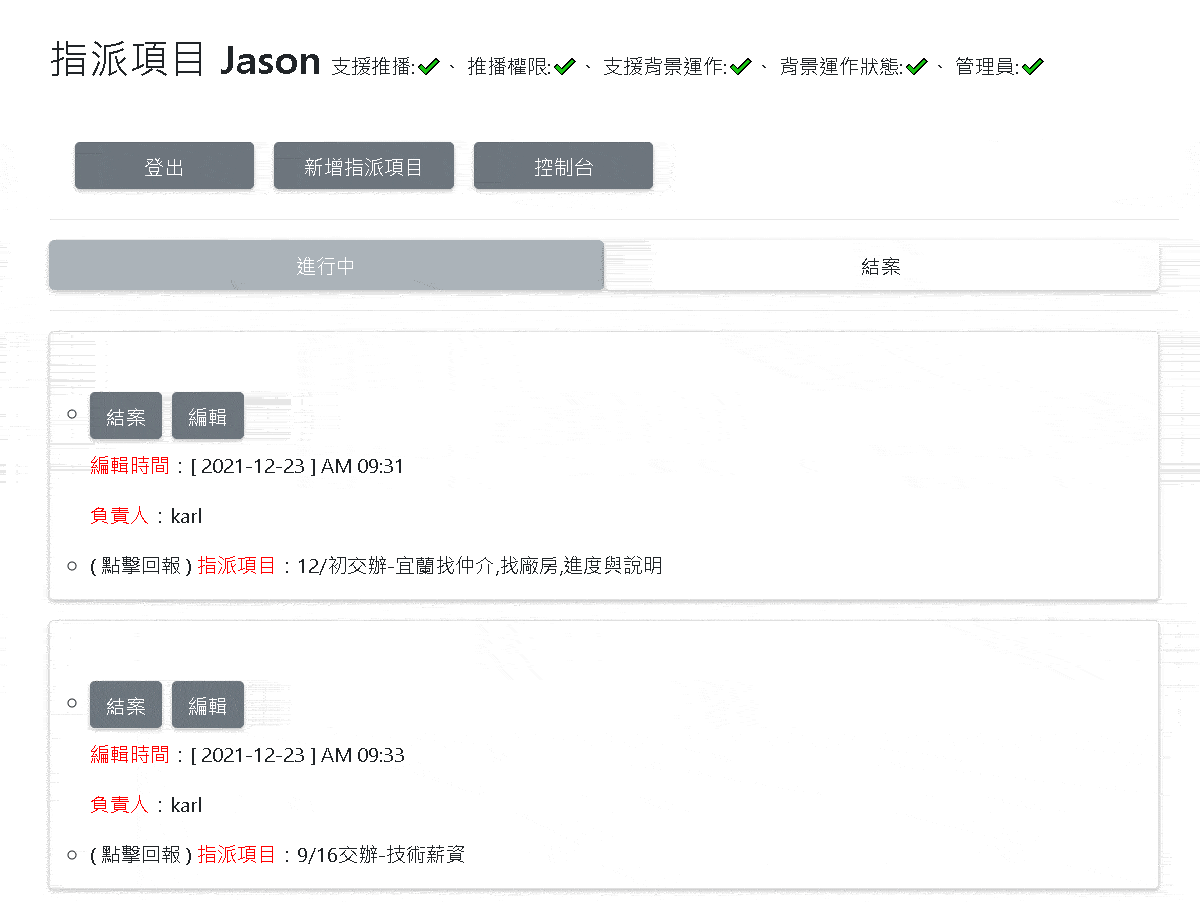 指派項目 Jason 支援推播:✔、 推播權限:✔、 支援背景運作:✔、 背景運作狀態:✔、 管理員:✔
登出 新增指派項目 控制台
進行中 結案
結案 編輯
編輯時間：[ 2021-12-23 ] AM 09:31
負責人：karl
( 點擊回報 ) 指派項目：12/初交辦-宜蘭找仲介,找廠房,進度與說明
結案 編輯
編輯時間：[ 2021-12-23 ] AM 09:33
負責人：karl
( 點擊回報 ) 指派項目：9/16交辦-技術薪資